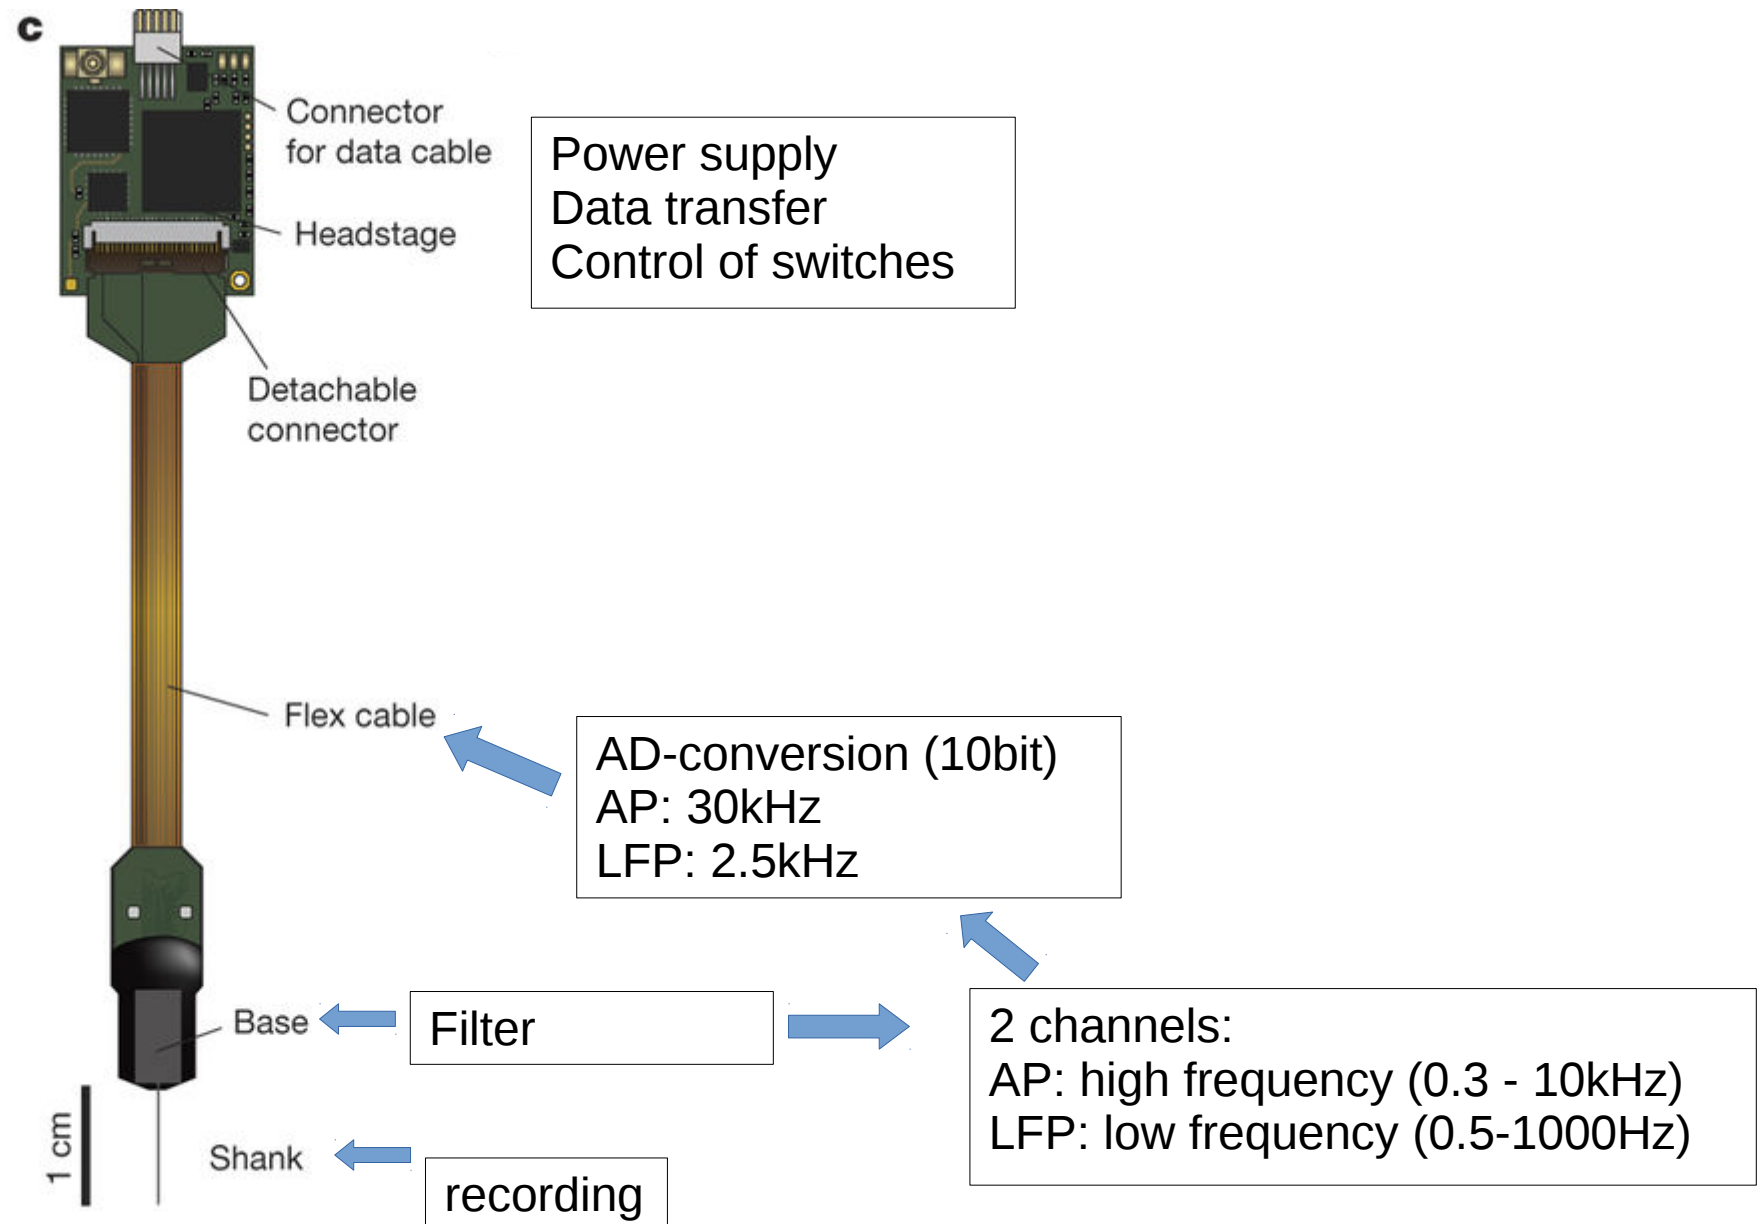 c
Connector
for data cable
Power supply
Data transfer
Control of switches
Headstage
Detachable
connector
Flex cable
AD-conversion (10bit)
AP: 30kHz
LFP: 2.5kHz
Base
Filter
2 channels:
AP: high frequency (0.3 - 10kHz)
LFP: low frequency (0.5-1000Hz)
1 cm
Shank
recording